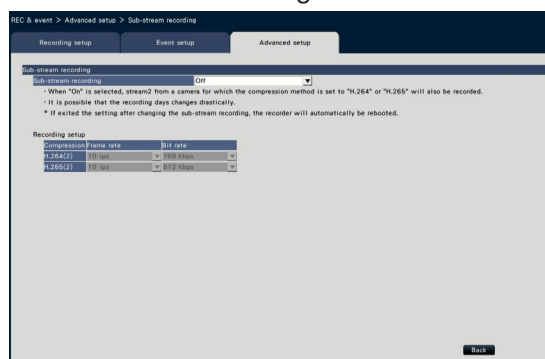 REC & event > Advanced setup > Sub-stream recording
Recording setup
Event setup
Advanced setup
Sub-stream recording
Sub-stream recording Off
· When "On" is selected, stream2 from a camera for which the compression method is set to "H.264" or "H.265" will also be recorded.
· It is possible that the recording days changes drastically.
* If exited the setting after changing the sub-stream recording, the recorder will automatically be rebooted.
Recording setup
Compression Frame rate Bit rate
H.264(2) 10 ips 768 kbps
H.265(2) 10 ips 512 kbps
Back